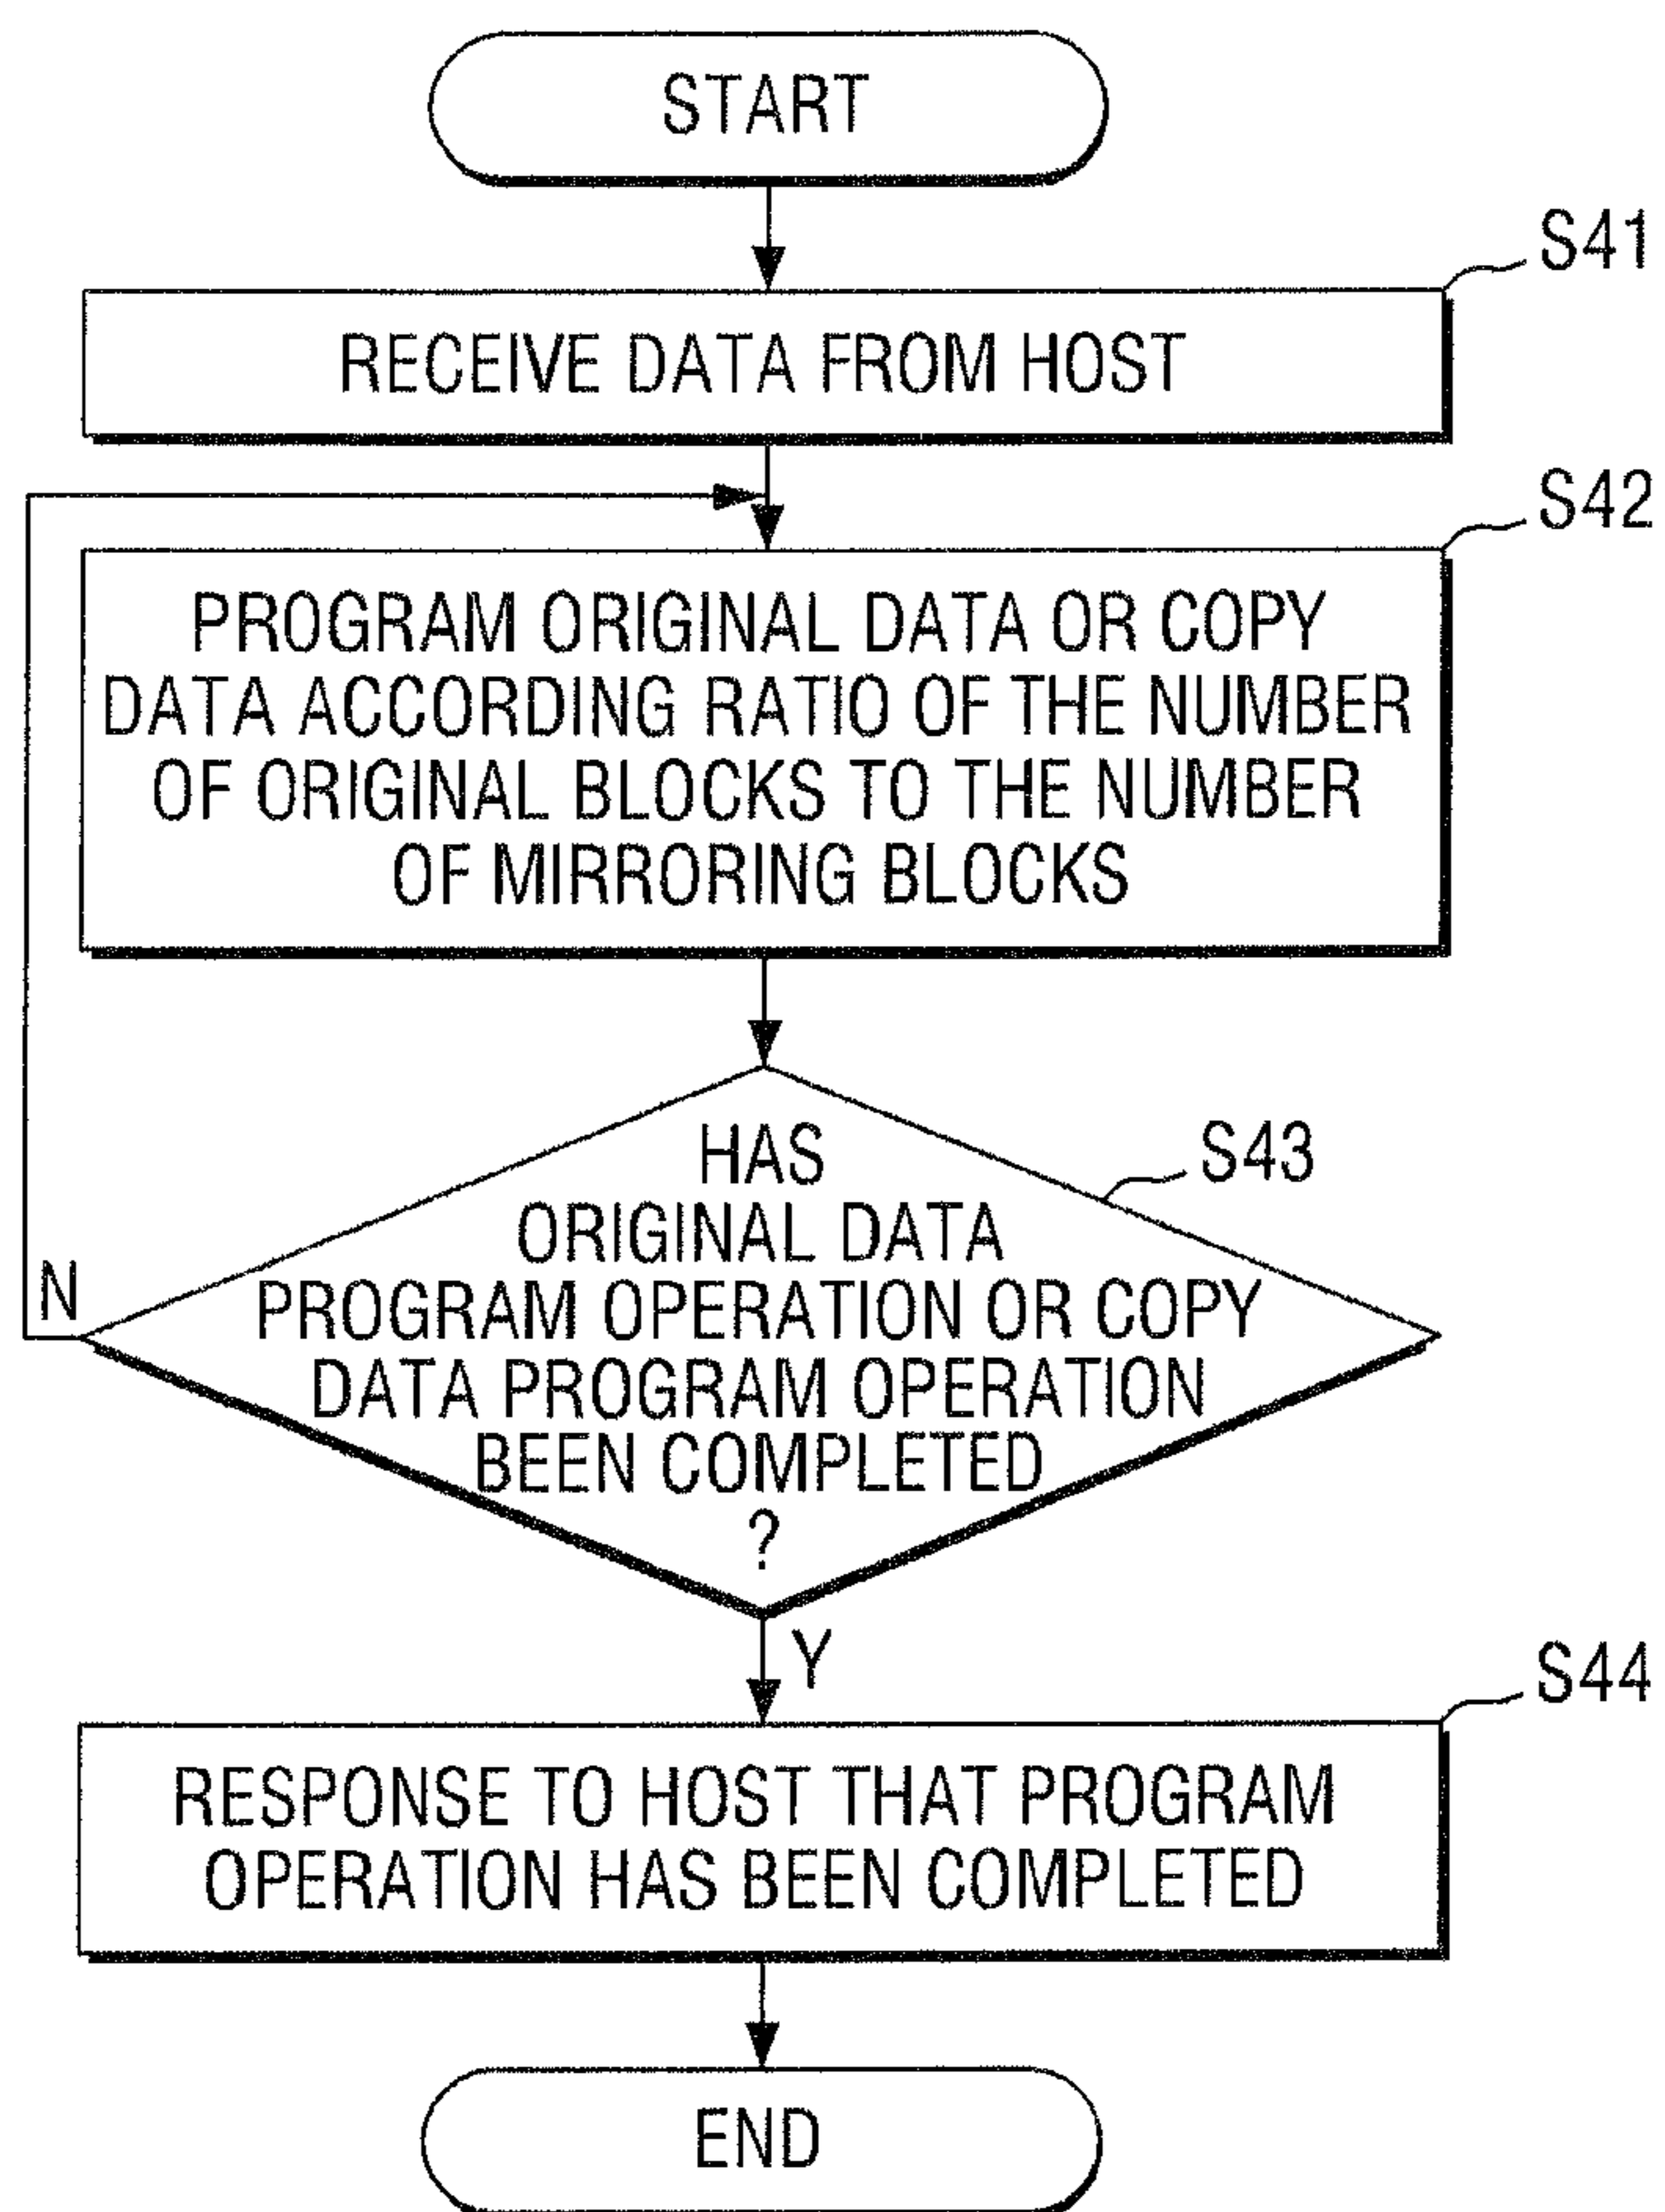 START
S41
RECEIVE DATA FROM HOST
S42
PROGRAM ORIGINAL DATA OR COPY
DATA ACCORDING RATIO OF THE NUMBER
OF ORIGINAL BLOCKS TO THE NUMBER
OF MIRRORING BLOCKS
S43
HAS
ORIGINAL DATA
PROGRAM OPERATION OR COPY
DATA PROGRAM OPERATION
BEEN COMPLETED
?
N
Y
S44
RESPONSE TO HOST THAT PROGRAM
OPERATION HAS BEEN COMPLETED
END